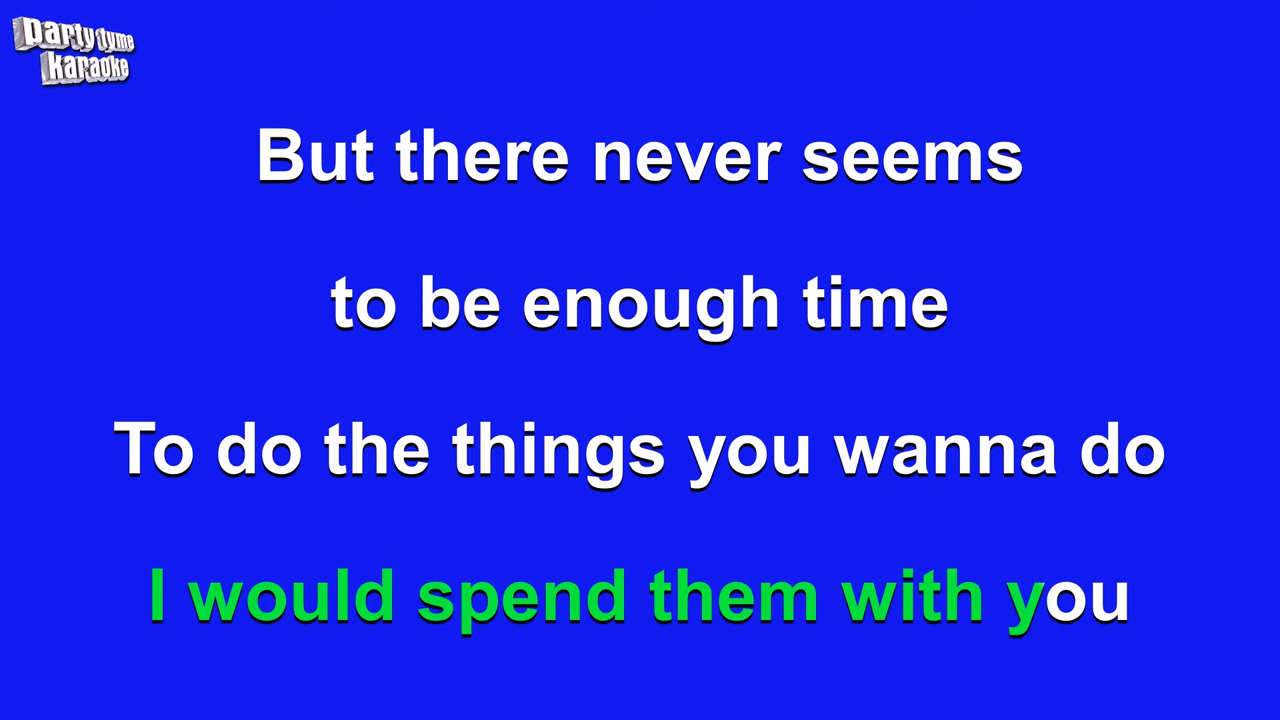 party tyme
karaoke
But there never seems
to be enough time
To do the things you wanna do
I would spend them with you